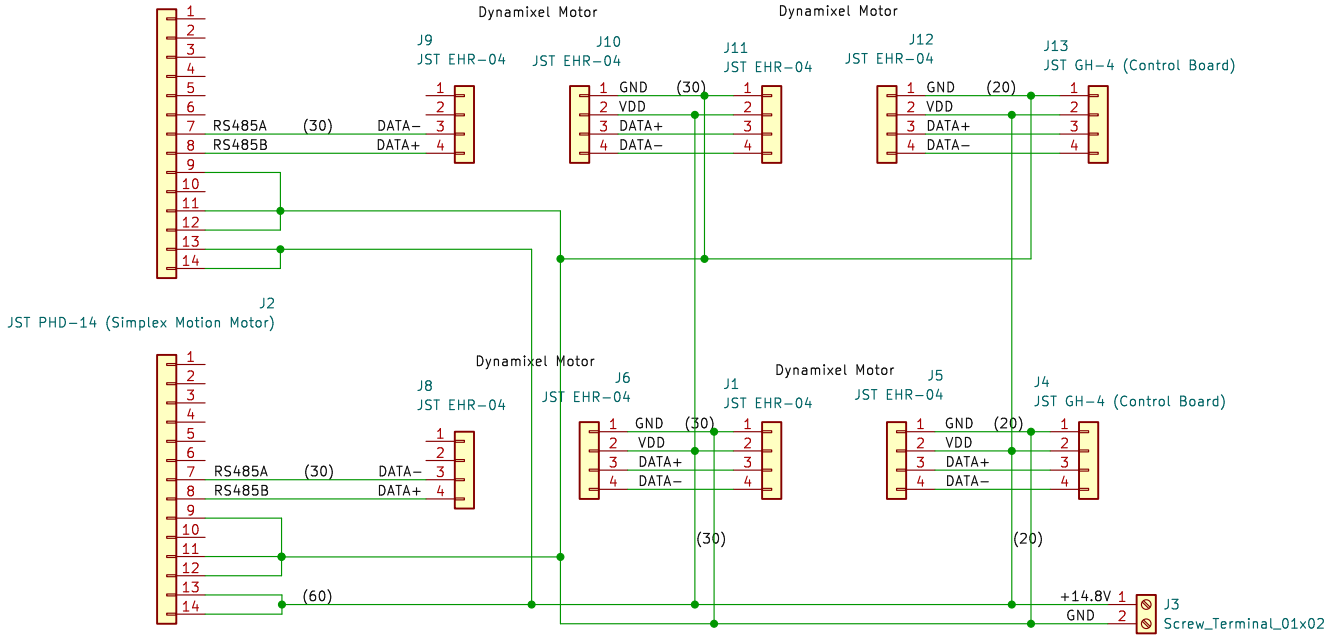 Dynamixel Motor
Dynamixel Motor
J9
JST EHR-04
J10
JST EHR-04
J11
JST EHR-04
J12
JST EHR-04
J13
JST GH-4 (Control Board)
1
2
3
4
5
6
7 RS485A (30) DATA- 3
8 RS485B DATA+ 4
9
10
11
12
13
14
1
2
1 GND (30) 1
2 VDD 2
3 DATA+ 3
4 DATA- 4
1 GND (20) 1
2 VDD 2
3 DATA+ 3
4 DATA- 4
J2
JST PHD-14 (Simplex Motion Motor)
Dynamixel Motor
Dynamixel Motor
J8
JST EHR-04
J6
JST EHR-04
J1
JST EHR-04
J5
JST EHR-04
J4
JST GH-4 (Control Board)
1
2
3
4
5
6
7 RS485A (30) DATA- 3
8 RS485B DATA+ 4
9
10
11
12
13
14
(60)
1
2
1 GND (30) 1
2 VDD 2
3 DATA+ 3
4 DATA- 4
1 GND (20) 1
2 VDD 2
3 DATA+ 3
4 DATA- 4
(30)
(20)
+14.8V 1
GND 2
J3
Screw_Terminal_01x02